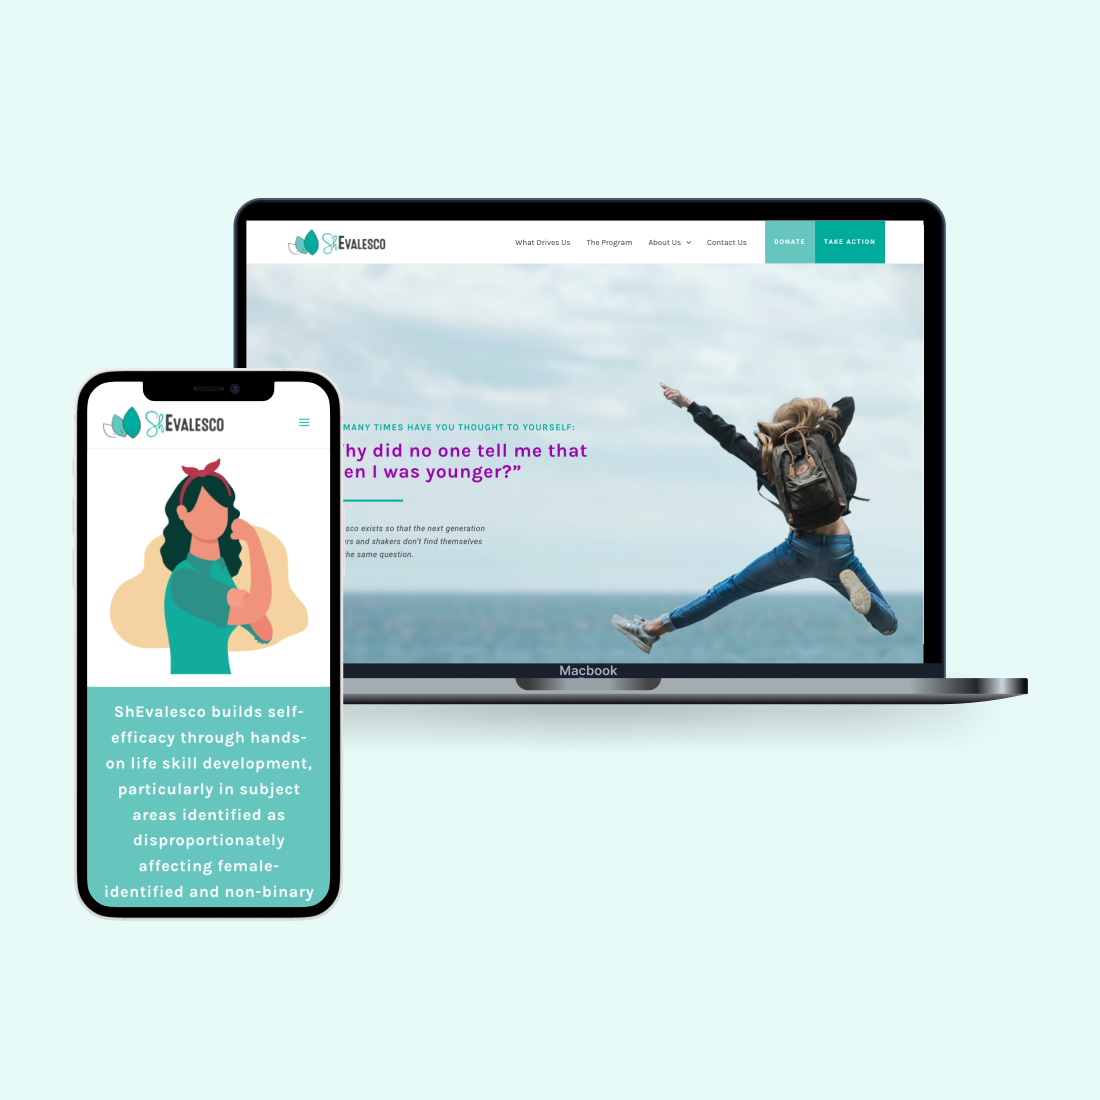 ShEvalesco
What Drives Us The Program About Us Contact Us DONATE TAKE ACTION
MANY TIMES HAVE YOU THOUGHT TO YOURSELF:
hy did no one tell me that
en I was younger?”
sco exists so that the next generation
rs and shakers don't find themselves
he same question.
Macbook
ShEvalesco
ShEvalesco builds self-
efficacy through hands-
on life skill development,
particularly in subject
areas identified as
disproportionately
affecting female-
identified and non-binary